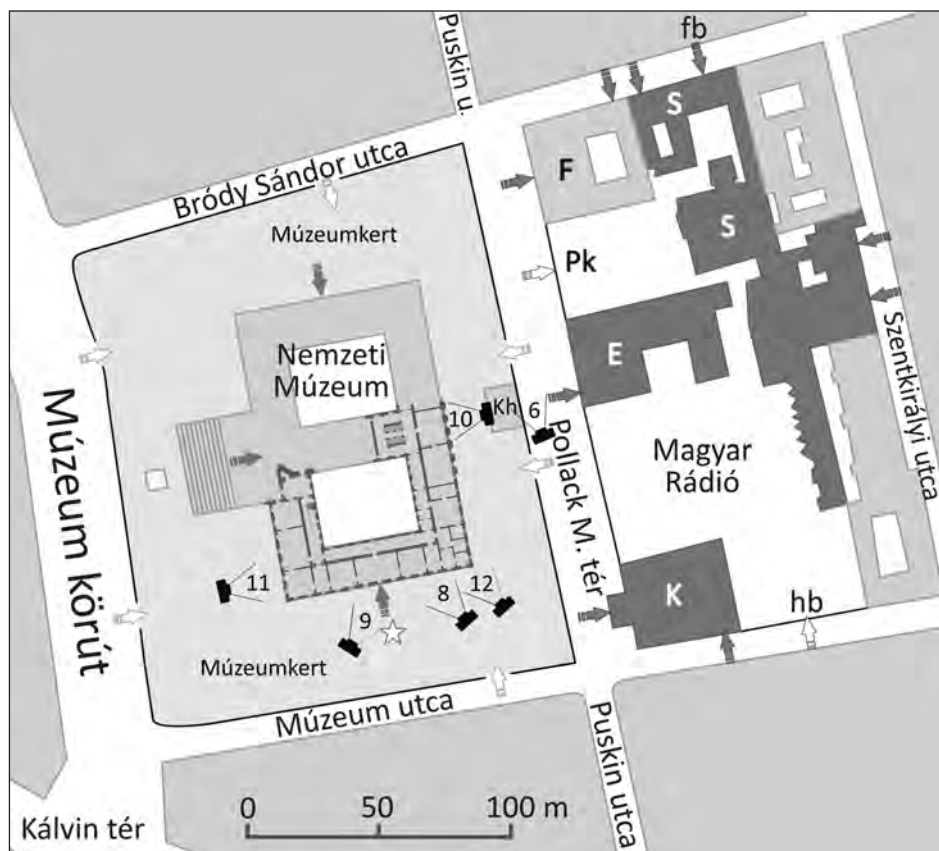 Puskin u.
fb
S
Bródy Sándor utca
F
Múzeumkert
S
Pk
Nemzeti
Múzeum
E
Szentkirályi utca
Múzeum körút
10
Kh
6
Pollack M. tér
Magyar
Rádió
11
9
8
12
K
hb
Múzeumkert
Múzeum utca
Puskin utca
0
50
100 m
Kálvin tér